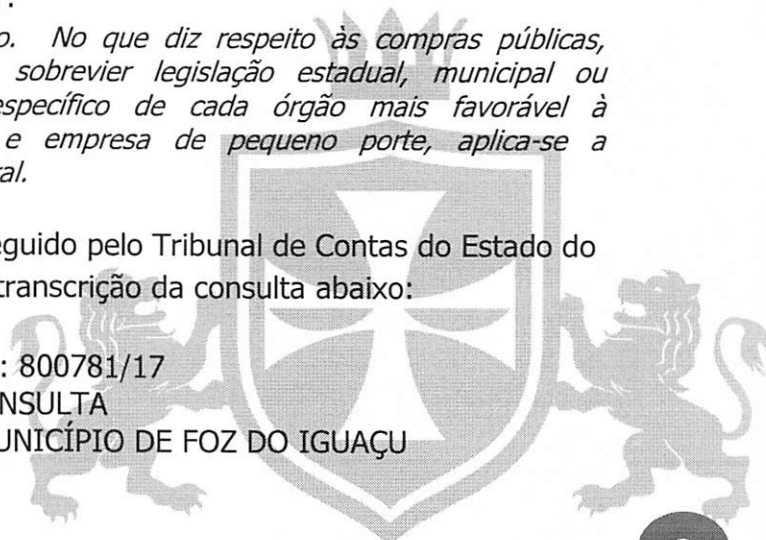 o. No que diz respeito às compras públicas,
sobrevier legislação estadual, municipal ou
específico de cada órgão mais favorável à
e empresa de pequeno porte, aplica-se a
al.
eguido pelo Tribunal de Contas do Estado do
transcrição da consulta abaixo:
: 800781/17
NSULTA
UNICÍPIO DE FOZ DO IGUAÇU